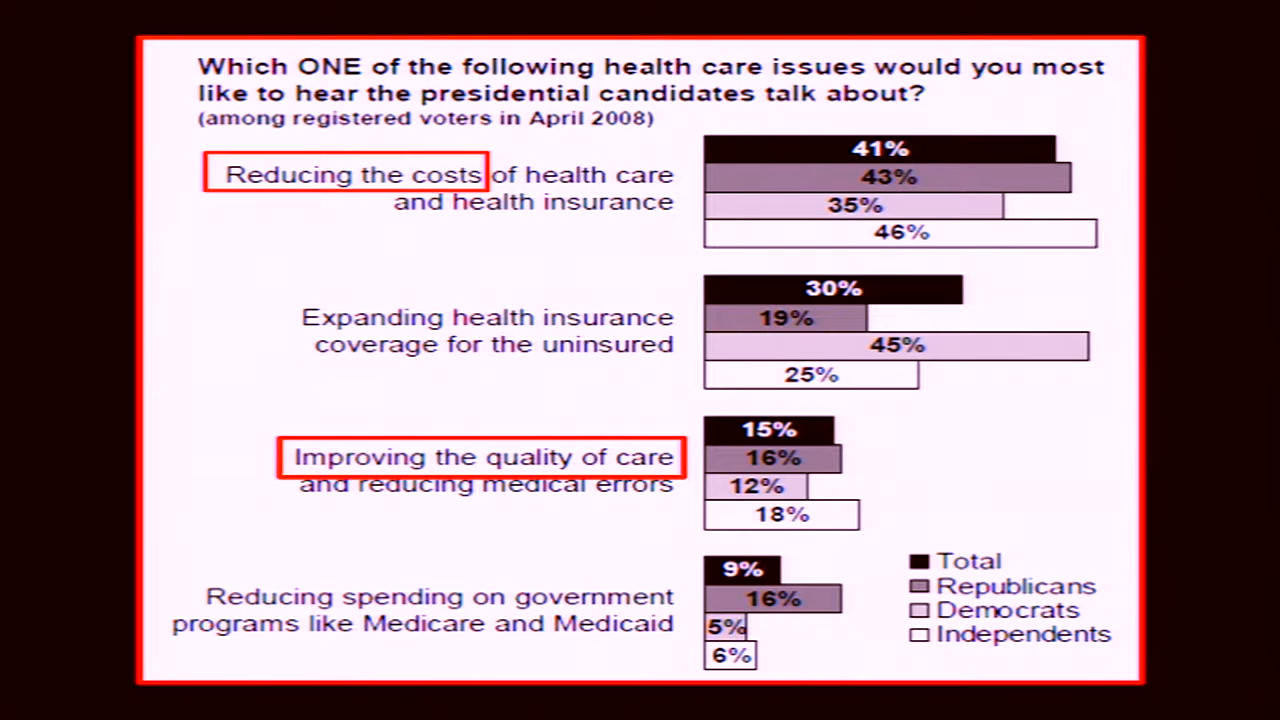 Which ONE of the following health care issues would you most
like to hear the presidential candidates talk about?
(among registered voters in April 2008)
Reducing the costs of health care
and health insurance
41%
43%
35%
46%
Expanding health insurance
coverage for the uninsured
30%
19%
45%
25%
Improving the quality of care
and reducing medical errors
15%
16%
12%
18%
Reducing spending on government
programs like Medicare and Medicaid
9%
16%
5%
6%
Total
Republicans
Democrats
Independents